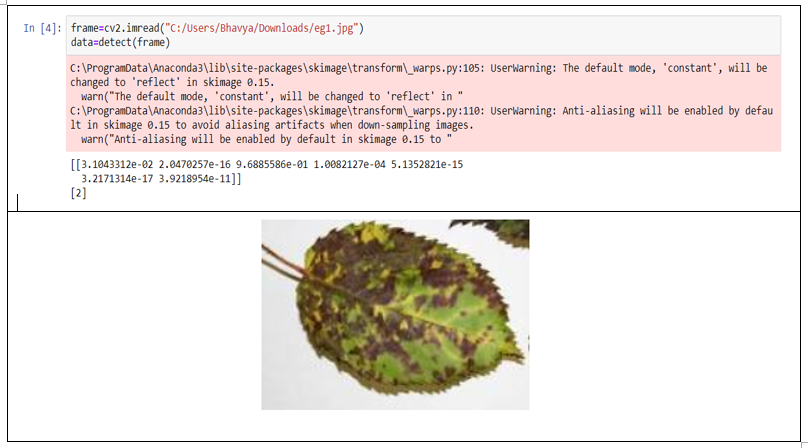 In [4]: frame=cv2.imread("C:/Users/Bhavya/Downloads/eg1.jpg")
data=detect(frame)
C:\ProgramData\Anaconda3\lib\site-packages\skimage\transform\_warps.py:105: UserWarning: The default mode, 'constant', will be
changed to 'reflect' in skimage 0.15.
  warn("The default mode, 'constant', will be changed to 'reflect' in "
C:\ProgramData\Anaconda3\lib\site-packages\skimage\transform\_warps.py:110: UserWarning: Anti-aliasing will be enabled by defau
lt in skimage 0.15 to avoid aliasing artifacts when down-sampling images.
  warn("Anti-aliasing will be enabled by default in skimage 0.15 to "
[[3.1043312e-02 2.0470257e-16 9.6885586e-01 1.0082127e-04 5.1352821e-15
  3.2171314e-17 3.9218954e-11]]
[2]